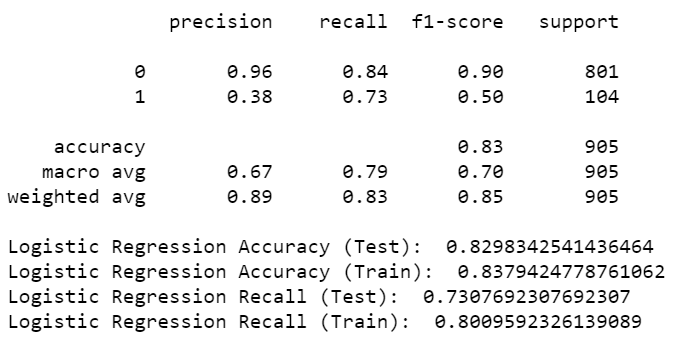 precision recall f1-score support
0 0.96 0.84 0.90 801
1 0.38 0.73 0.50 104
accuracy 0.83 905
macro avg 0.67 0.79 0.70 905
weighted avg 0.89 0.83 0.85 905
Logistic Regression Accuracy (Test): 0.8298342541436464
Logistic Regression Accuracy (Train): 0.8379424778761062
Logistic Regression Recall (Test): 0.7307692307692307
Logistic Regression Recall (Train): 0.8009592326139089